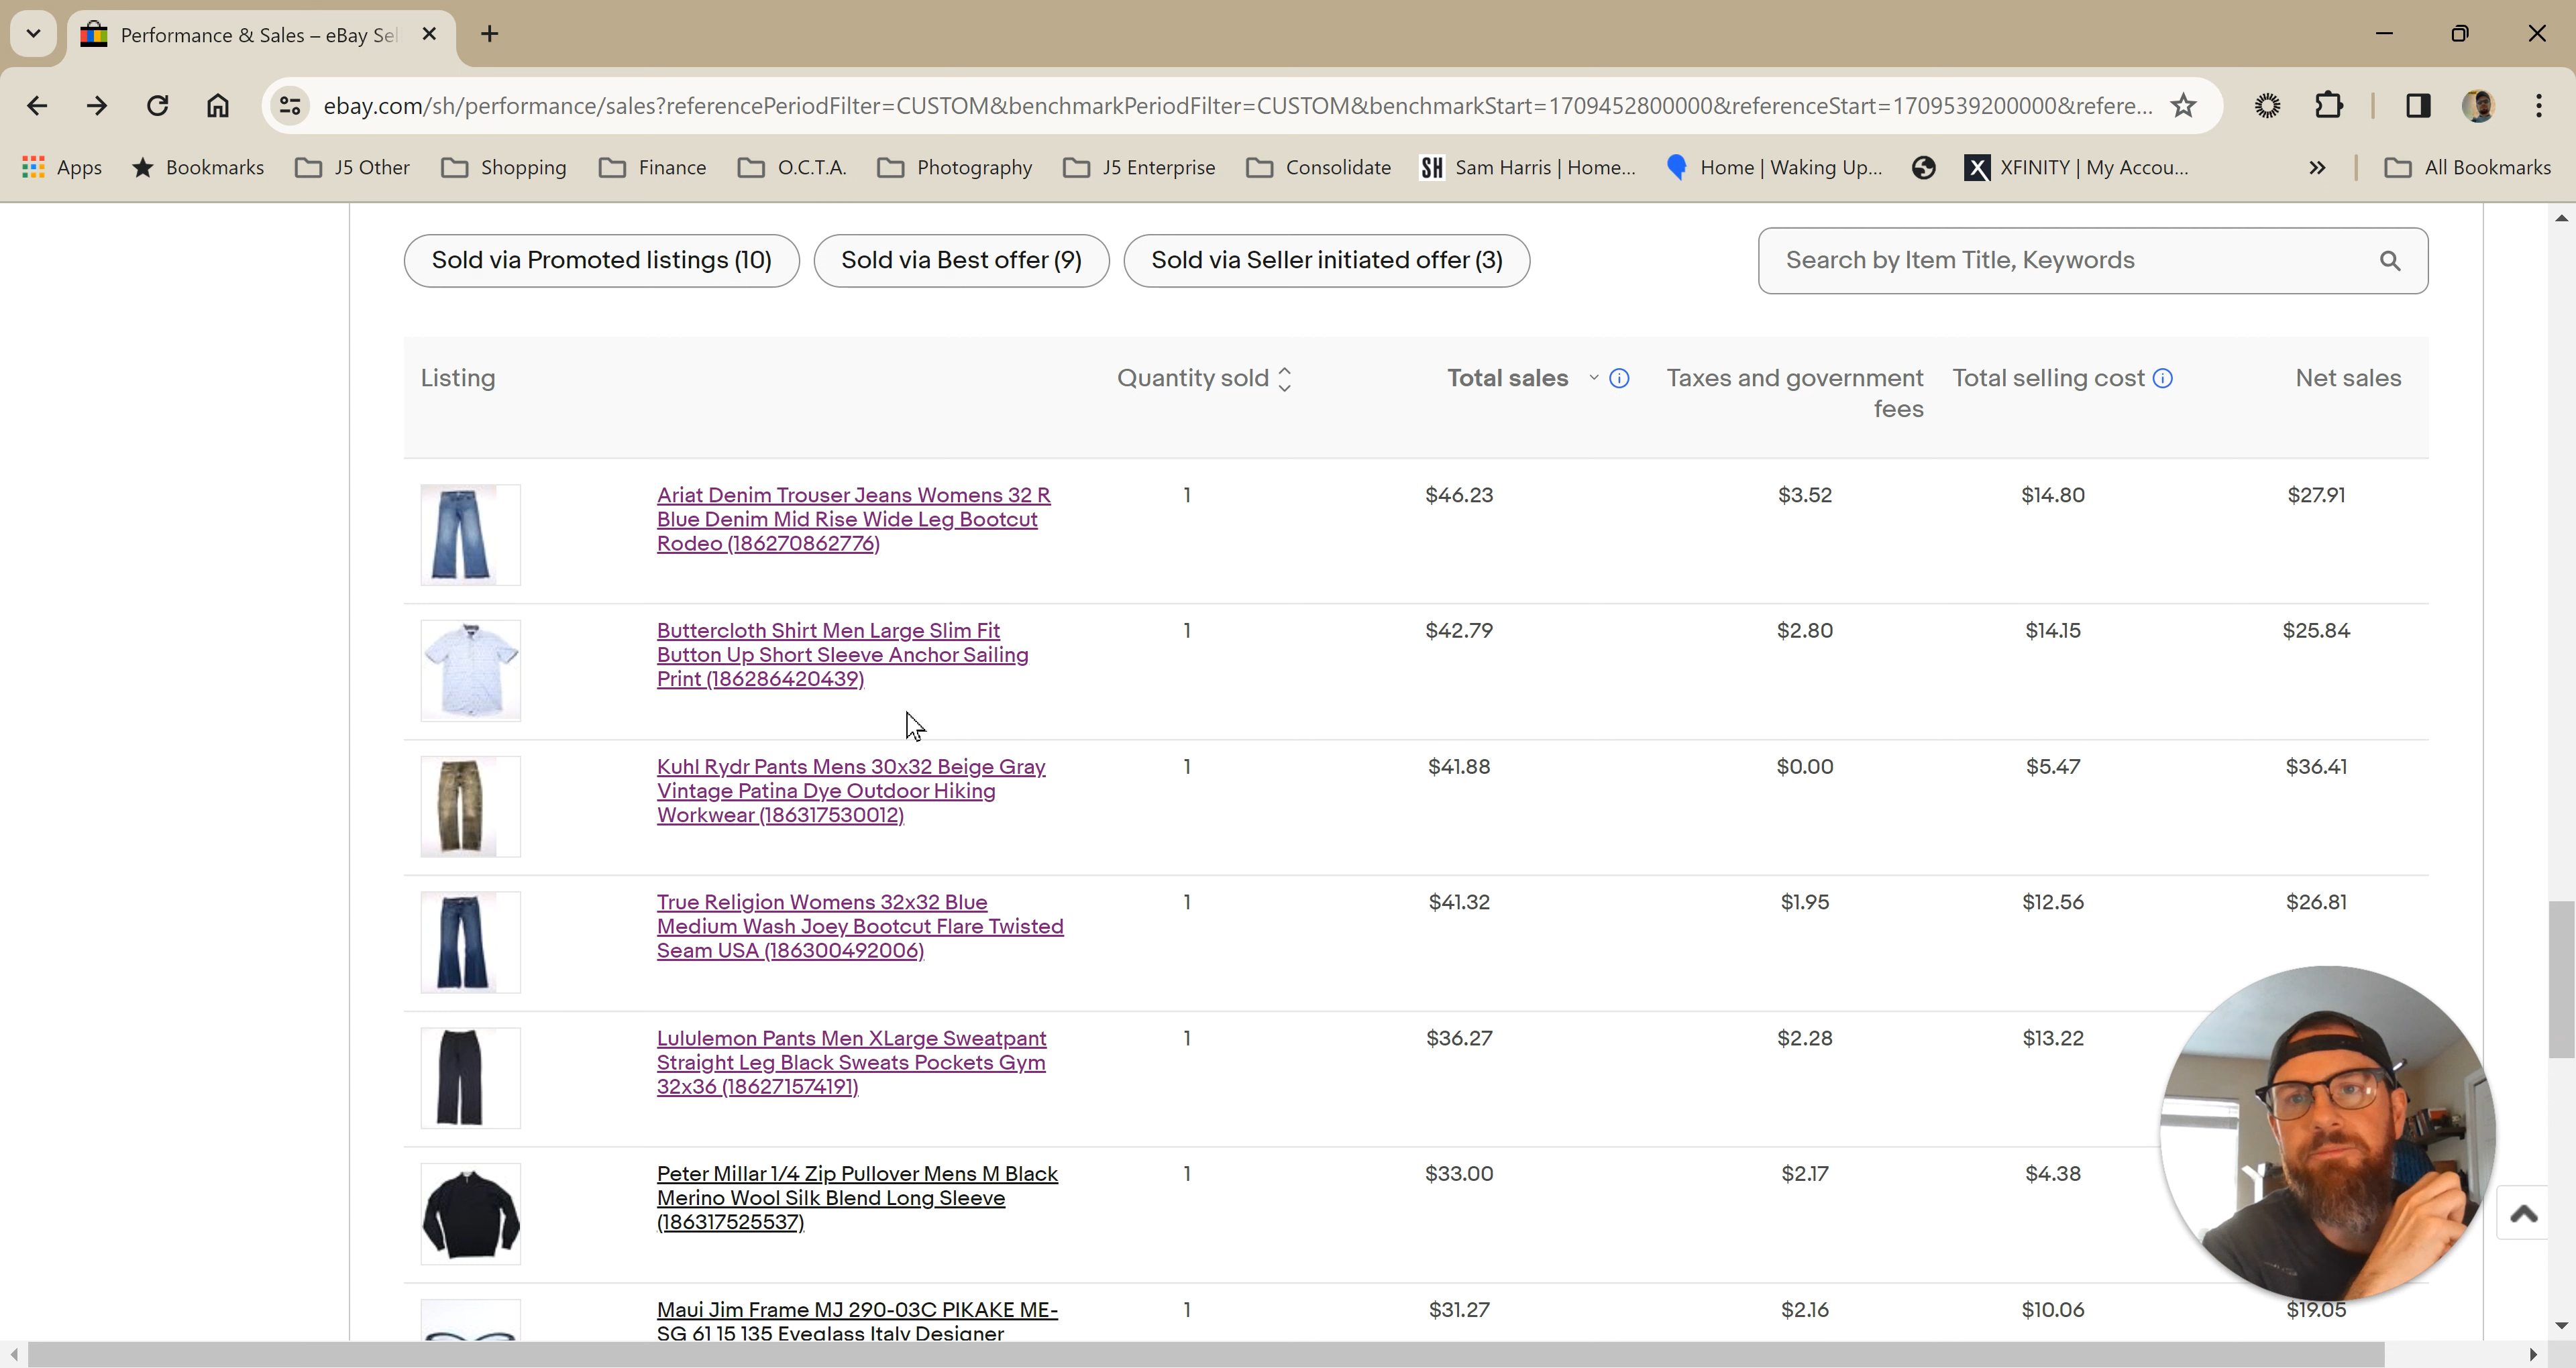 Performance & Sales – eBay Sel
ebay.com/sh/performance/sales?referencePeriodFilter=CUSTOM&benchmarkPeriodFilter=CUSTOM&benchmarkStart=1709452800000&referenceStart=1709539200000&refere...
Apps Bookmarks J5 Other Shopping Finance O.C.T.A. Photography J5 Enterprise Consolidate SH Sam Harris | Home... Home | Waking Up... X XFINITY | My Accou... » All Bookmarks
Sold via Promoted listings (10) Sold via Best offer (9) Sold via Seller initiated offer (3) Search by Item Title, Keywords
Listing Quantity sold Total sales Taxes and government Total selling cost Net sales
fees
Ariat Denim Trouser Jeans Womens 32 R 1 $46.23 $3.52 $14.80 $27.91
Blue Denim Mid Rise Wide Leg Bootcut
Rodeo (186270862776)
Buttercloth Shirt Men Large Slim Fit 1 $42.79 $2.80 $14.15 $25.84
Button Up Short Sleeve Anchor Sailing
Print (186286420439)
Kuhl Rydr Pants Mens 30x32 Beige Gray 1 $41.88 $0.00 $5.47 $36.41
Vintage Patina Dye Outdoor Hiking
Workwear (186317530012)
True Religion Womens 32x32 Blue 1 $41.32 $1.95 $12.56 $26.81
Medium Wash Joey Bootcut Flare Twisted
Seam USA (186300492006)
Lululemon Pants Men XLarge Sweatpant 1 $36.27 $2.28 $13.22
Straight Leg Black Sweats Pockets Gym
32x36 (186271574191)
Peter Millar 1/4 Zip Pullover Mens M Black 1 $33.00 $2.17 $4.38
Merino Wool Silk Blend Long Sleeve
(186317525537)
Maui Jim Frame MJ 290-03C PIKAKE ME- 1 $31.27 $2.16 $10.06 $19.05
SG 61 15 135 Eyeglass Italy Designer